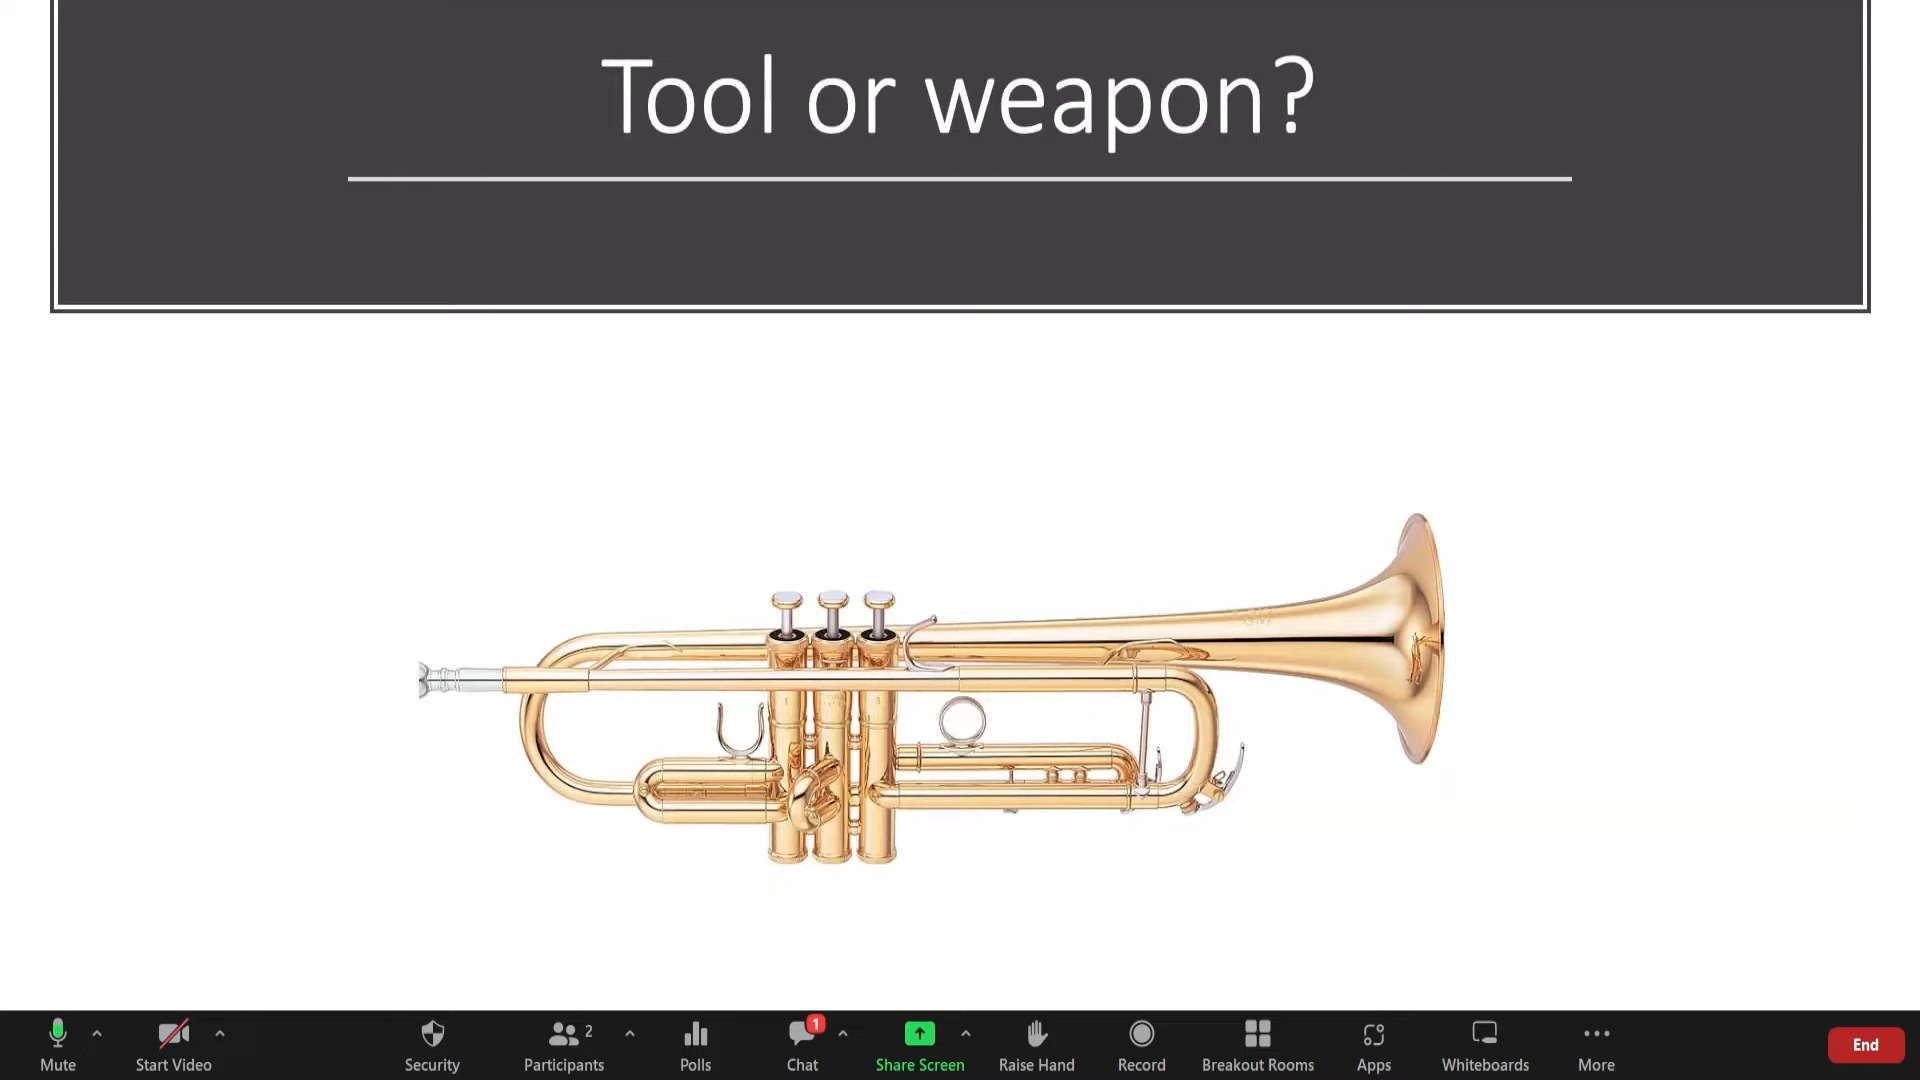 Tool or weapon?
Mute
Start Video
Security
Participants
2
Polls
Chat
1
Share Screen
Raise Hand
Record
Breakout Rooms
Apps
Whiteboards
More
End